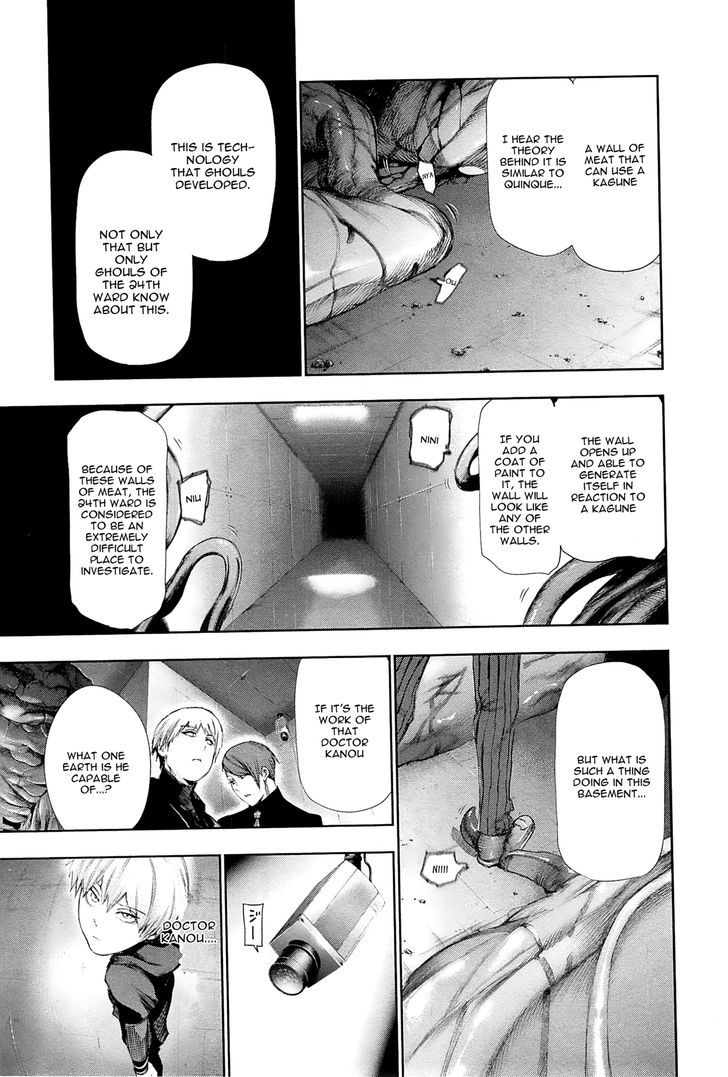 A WALL OF
MEAT THAT
CAN USE A
KAGUNE
I HEAR THE
THEORY
BEHIND IT IS
SIMILAR TO
QUINQUE...
NYA
OU
THIS IS TECH-
NOLOGY
THAT GHOULS
DEVELOPED.
NOT ONLY
THAT BUT
ONLY
GHOULS OF
THE 24TH
WARD KNOW
ABOUT THIS.
THE WALL
OPENS UP
AND ABLE TO
GENERATE
ITSELF IN
REACTION TO
A KAGUNE
IF YOU
ADD A
COAT OF
PAINT TO
IT, THE
WALL WILL
LOOK LIKE
ANY OF
THE OTHER
WALLS.
NINI
NIU
BECAUSE OF
THESE WALLS
OF MEAT, THE
24TH WARD IS
CONSIDERED
TO BE AN
EXTREMELY
DIFFICULT
PLACE TO
INVESTIGATE.
BUT WHAT IS
SUCH A THING
DOING IN THIS
BASEMENT...
NIIII
IF IT'S THE
WORK OF
THAT
DOCTOR
KANOU
WHAT ONE
EARTH IS HE
CAPABLE
OF...?
ジー
DOCTOR
KANOU....